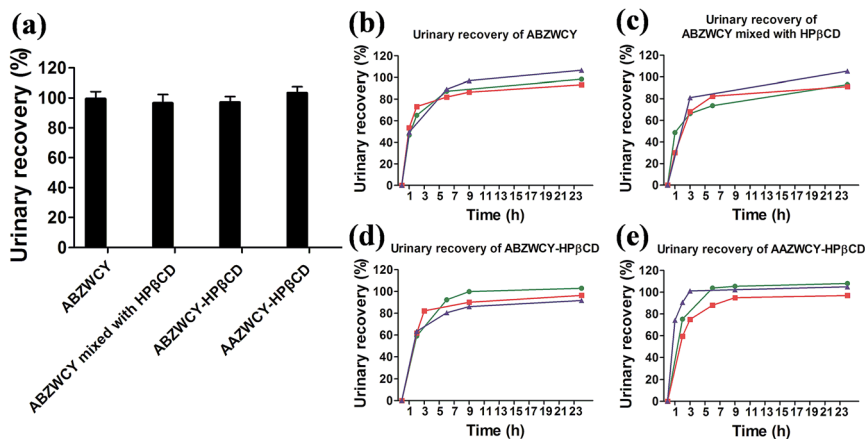 (a)
Urinary recovery (%)
120
100
80
60
40
20
0
ABZWCY
ABZWCY mixed with HPβCD
ABZWCY-HPβCD
AAZWCY-HPβCD
(b)
Urinary recovery of ABZWCY
Urinary recovery (%)
120
100
80
60
40
20
0
1 3 5 7 9 11 13 15 17 19 21 23
Time (h)
(c)
Urinary recovery of
ABZWCY mixed with HPβCD
Urinary recovery (%)
120
100
80
60
40
20
0
1 3 5 7 9 11 13 15 17 19 21 23
Time (h)
(d)
Urinary recovery of ABZWCY-HPβCD
Urinary recovery (%)
120
100
80
60
40
20
0
1 3 5 7 9 11 13 15 17 19 21 23
Time (h)
(e)
Urinary recovery of AAZWCY-HPβCD
Urinary recovery (%)
120
100
80
60
40
20
0
1 3 5 7 9 11 13 15 17 19 21 23
Time (h)